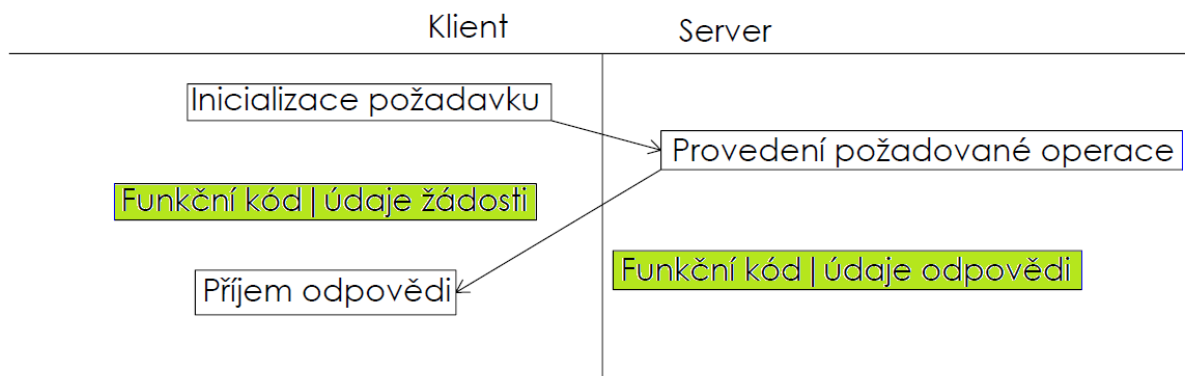 Klient
Server
Inicializace požadavku
Provedení požadované operace
Funkční kód | údaje žádosti
Funkční kód | údaje odpovědi
Příjem odpovědi